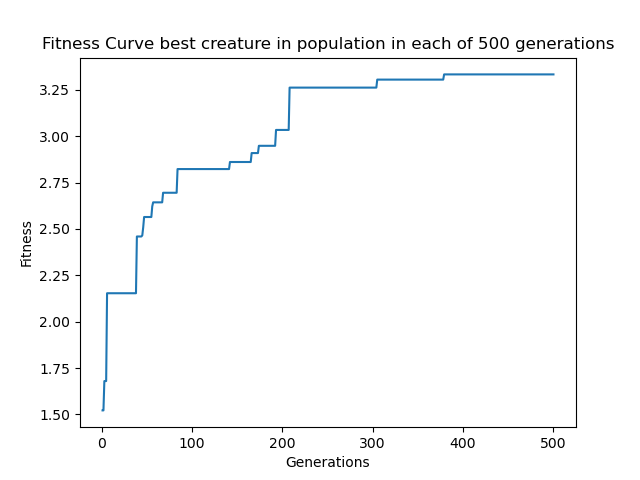 Fitness Curve best creature in population in each of 500 generations
Fitness
3.25
3.00
2.75
2.50
2.25
2.00
1.75
1.50
0 100 200 300 400 500
Generations